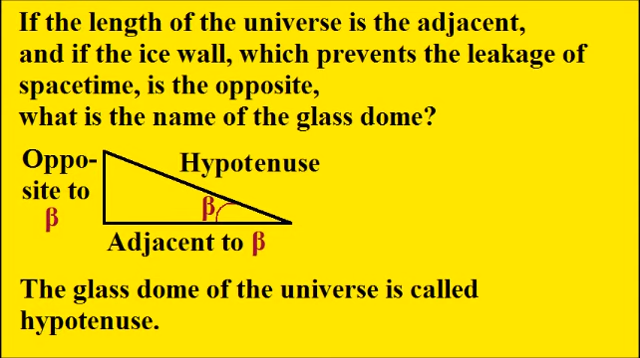 If the length of the universe is the adjacent,
and if the ice wall, which prevents the leakage of
spacetime, is the opposite,
what is the name of the glass dome?
Oppo-
site to
β
Hypotenuse
β
Adjacent to β
The glass dome of the universe is called
hypotenuse.